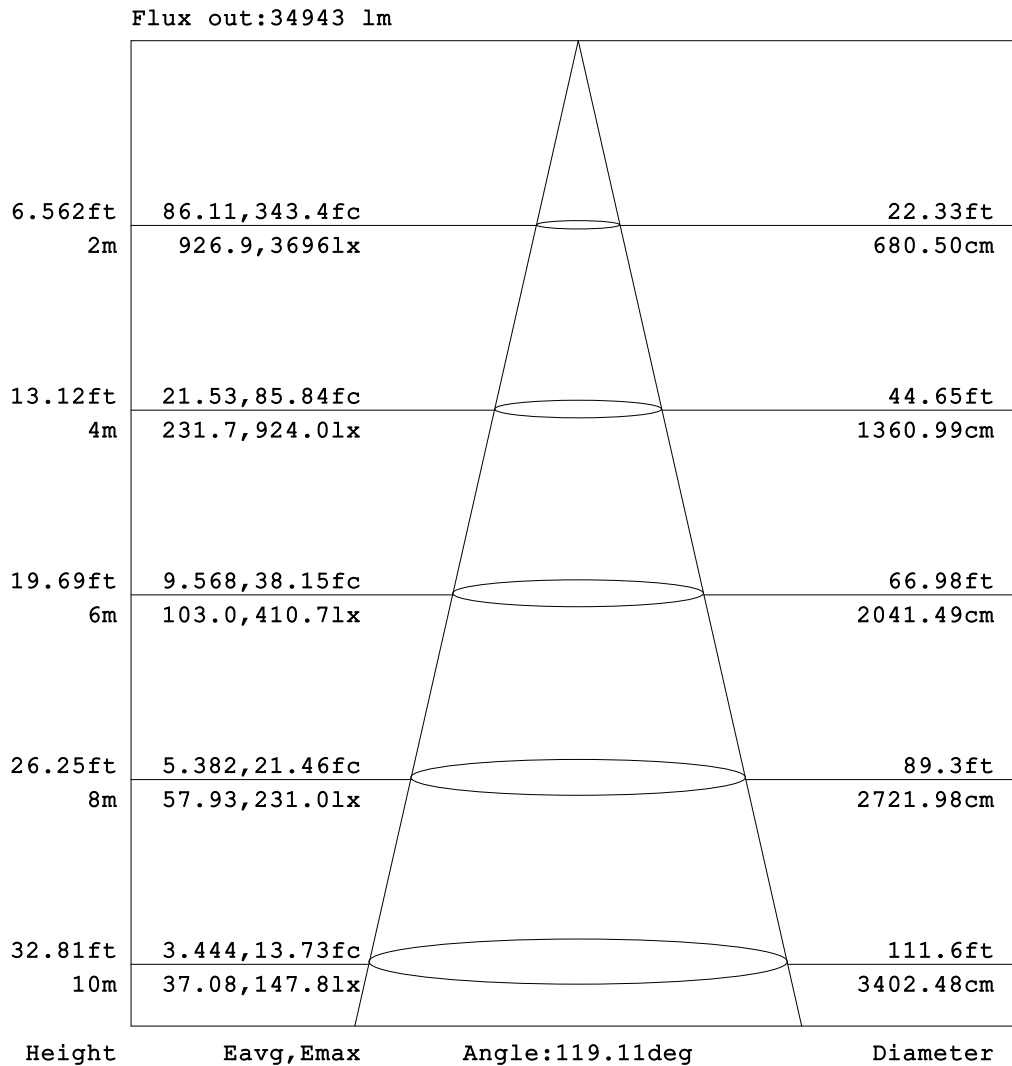 Flux out:34943 lm
6.562ft 86.11,343.4fc 22.33ft
2m 926.9,3696lx 680.50cm
13.12ft 21.53,85.84fc 44.65ft
4m 231.7,924.0lx 1360.99cm
19.69ft 9.568,38.15fc 66.98ft
6m 103.0,410.7lx 2041.49cm
26.25ft 5.382,21.46fc 89.3ft
8m 57.93,231.0lx 2721.98cm
32.81ft 3.444,13.73fc 111.6ft
10m 37.08,147.8lx 3402.48cm
Height Eavg,Emax Angle:119.11deg Diameter